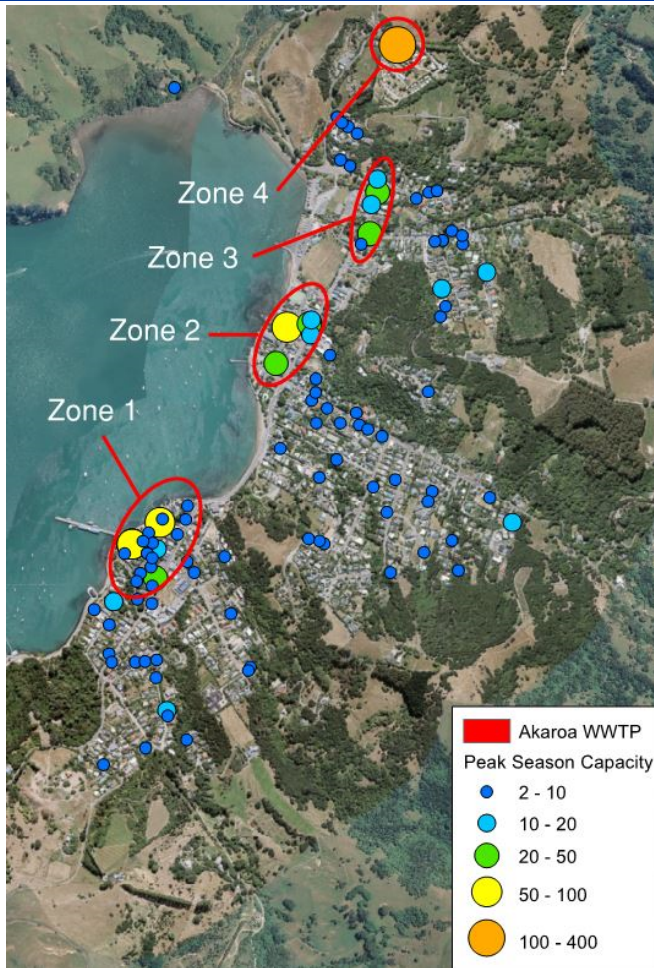 Zone 4
Zone 3
Zone 2
Zone 1
Akaroa WWTP
Peak Season Capacity
2 - 10
10 - 20
20 - 50
50 - 100
100 - 400